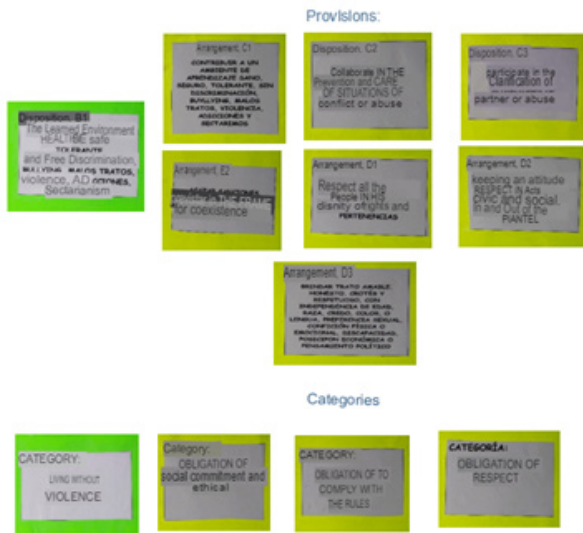 Provisions:
Disposition. B1
The Learned Environment
HEALTHBE safe
TOLERANTE
and Free Discrimination,
BULLYING, MALOS TRATOS,
violence, AD CCIONES,
Sectarianism
Arrangement, C1
CONTRIBUIR A UN
AMBIENTE DE
APRENDIZAJE SANO,
SEGURO, TOLERANTE, SIN
DISCRIMINACIÓN,
BULLYING, MALOS
TRATOS, VIOLENCIA,
ADICCIONES Y
SECTARISMOS
Disposition. C2
Collaborate IN THE
Prevention and CARE
OF SITUATIONS OF
conflict or abuse
Disposition. C3
participate in the
Clarification of
partner or abuse
Arrangement, E2
for coexistence
Arrangement, D1
Respect all the
People IN HIS
dignity ofrights and
PERTENENCIAS
Arrangement, D2
keeping an attitude
RESPECT IN Acts
civic and social.
In and Out of the
PLANTEL
Arrangement, D3
BRINDAR TRATO AMABLE,
HONESTO, CORTÉS Y
RESPETUOSO, CON
INDEPENDENCIA DE EDAD,
RAZA, CREDO, COLOR, O
LENGUA, PREFERENCIA SEXUAL,
CONDICIÓN FÍSICA O
EMOCIONAL, DISCAPACIDAD,
POSICIÓN ECONÓMICA O
PENSAMIENTO POLÍTICO
Categories
CATEGORY:
LIVING WITHOUT
VIOLENCE
Category:
OBLIGATION OF
social commitment and
ethical
CATEGORY:
OBLIGATION OF TO
COMPLY WITH
THE RULES
CATEGORÍA:
OBLIGATION OF
RESPECT